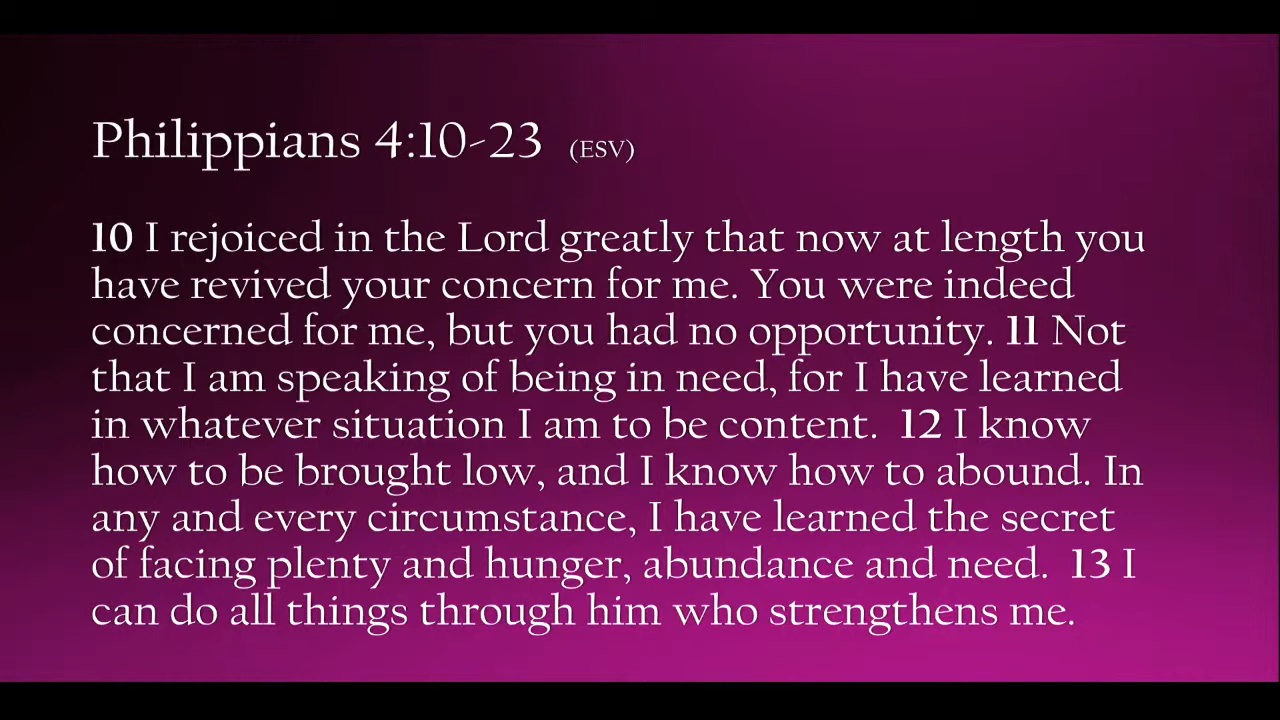 Philippians 4:10-23 (ESV)
10 I rejoiced in the Lord greatly that now at length you
have revived your concern for me. You were indeed
concerned for me, but you had no opportunity. 11 Not
that I am speaking of being in need, for I have learned
in whatever situation I am to be content. 12 I know
how to be brought low, and I know how to abound. In
any and every circumstance, I have learned the secret
of facing plenty and hunger, abundance and need. 13 I
can do all things through him who strengthens me.